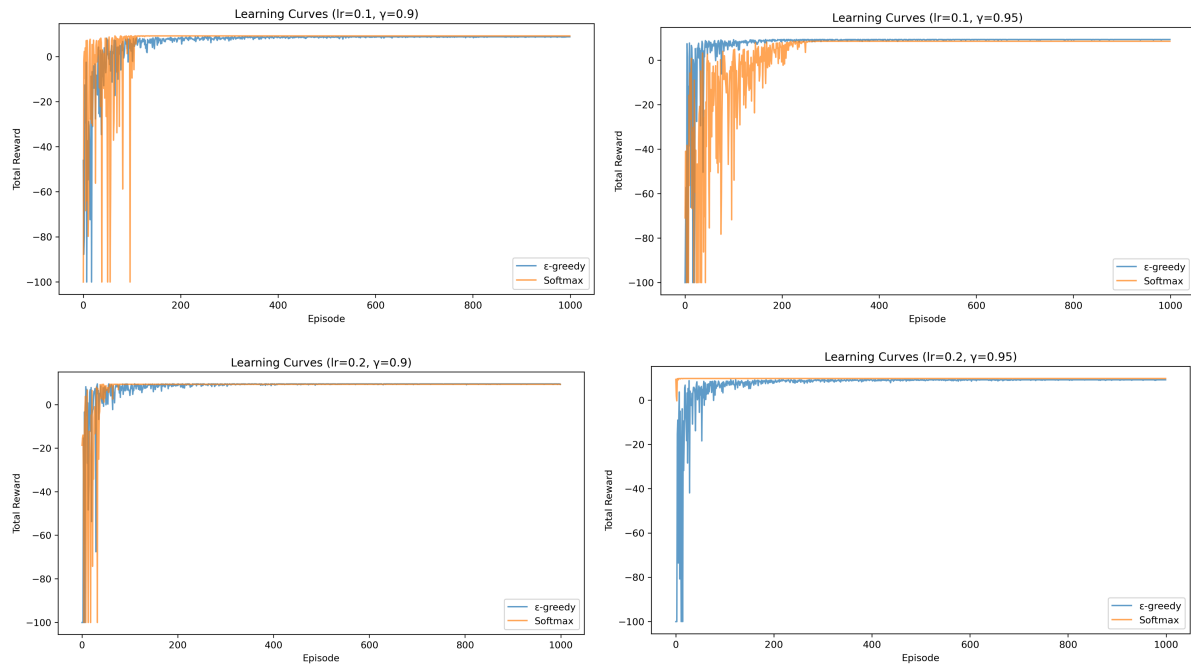 Learning Curves (lr=0.1, γ=0.9)
0
−20
−40
−60
−80
−100
Total Reward
0 200 400 600 800 1000
Episode
ε-greedy
Softmax
Learning Curves (lr=0.1, γ=0.95)
0
−20
−40
−60
−80
−100
Total Reward
0 200 400 600 800 1000
Episode
ε-greedy
Softmax
Learning Curves (lr=0.2, γ=0.9)
0
−20
−40
−60
−80
−100
Total Reward
0 200 400 600 800 1000
Episode
ε-greedy
Softmax
Learning Curves (lr=0.2, γ=0.95)
0
−20
−40
−60
−80
−100
Total Reward
0 200 400 600 800 1000
Episode
ε-greedy
Softmax